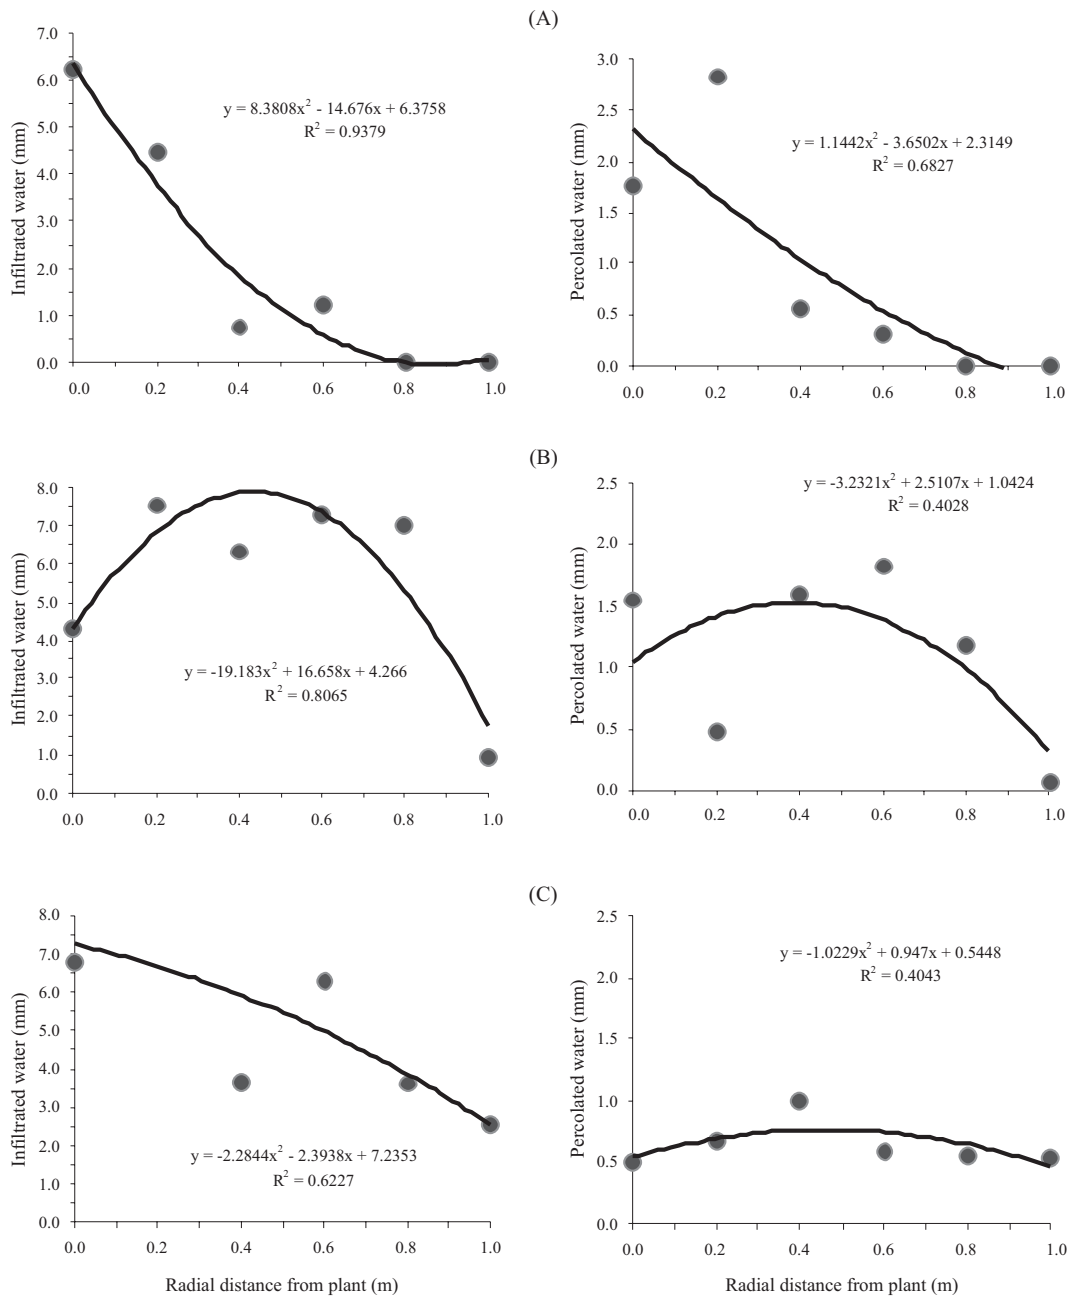 (A)
7.0
6.0
5.0
4.0
3.0
2.0
1.0
0.0
Infiltrated water (mm)
y = 8.3808x² - 14.676x + 6.3758
R² = 0.9379
0.0 0.2 0.4 0.6 0.8 1.0
3.0
2.5
2.0
1.5
1.0
0.5
0.0
Percolated water (mm)
y = 1.1442x² - 3.6502x + 2.3149
R² = 0.6827
0.0 0.2 0.4 0.6 0.8 1.0
(B)
8.0
7.0
6.0
5.0
4.0
3.0
2.0
1.0
0.0
Infiltrated water (mm)
y = -19.183x² + 16.658x + 4.266
R² = 0.8065
0.0 0.2 0.4 0.6 0.8 1.0
2.5
2.0
1.5
1.0
0.5
0.0
Percolated water (mm)
y = -3.2321x² + 2.5107x + 1.0424
R² = 0.4028
0.0 0.2 0.4 0.6 0.8 1.0
(C)
8.0
7.0
6.0
5.0
4.0
3.0
2.0
1.0
0.0
Infiltrated water (mm)
y = -2.2844x² - 2.3938x + 7.2353
R² = 0.6227
0.0 0.2 0.4 0.6 0.8 1.0
Radial distance from plant (m)
2.5
2.0
1.5
1.0
0.5
0.0
Percolated water (mm)
y = -1.0229x² + 0.947x + 0.5448
R² = 0.4043
0.0 0.2 0.4 0.6 0.8 1.0
Radial distance from plant (m)